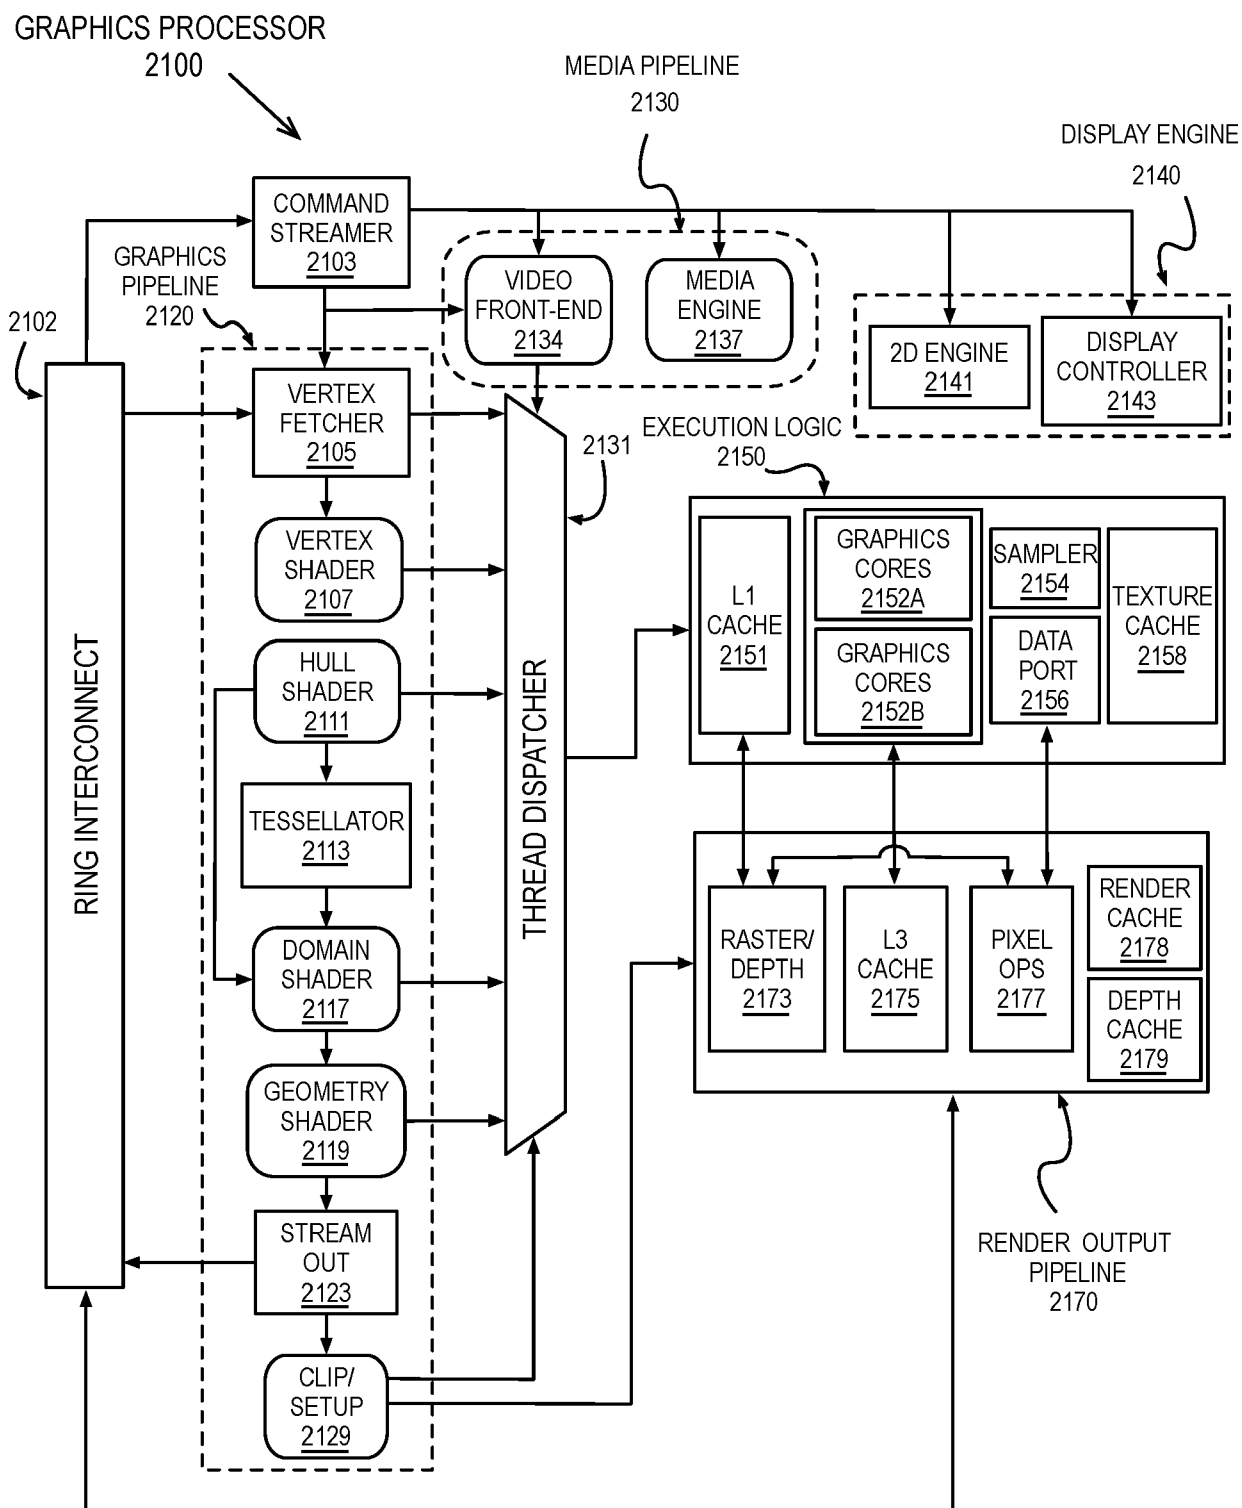 GRAPHICS PROCESSOR
2100
MEDIA PIPELINE
2130
DISPLAY ENGINE
2140
COMMAND
STREAMER
2103
GRAPHICS
PIPELINE
2120
VIDEO
FRONT-END
2134
MEDIA
ENGINE
2137
2D ENGINE
2141
DISPLAY
CONTROLLER
2143
2102
RING INTERCONNECT
VERTEX
FETCHER
2105
VERTEX
SHADER
2107
HULL
SHADER
2111
TESSELLATOR
2113
DOMAIN
SHADER
2117
GEOMETRY
SHADER
2119
STREAM
OUT
2123
CLIP/
SETUP
2129
2131
THREAD DISPATCHER
EXECUTION LOGIC
2150
L1
CACHE
2151
GRAPHICS
CORES
2152A
GRAPHICS
CORES
2152B
SAMPLER
2154
DATA
PORT
2156
TEXTURE
CACHE
2158
RASTER/
DEPTH
2173
L3
CACHE
2175
PIXEL
OPS
2177
RENDER
CACHE
2178
DEPTH
CACHE
2179
RENDER OUTPUT
PIPELINE
2170